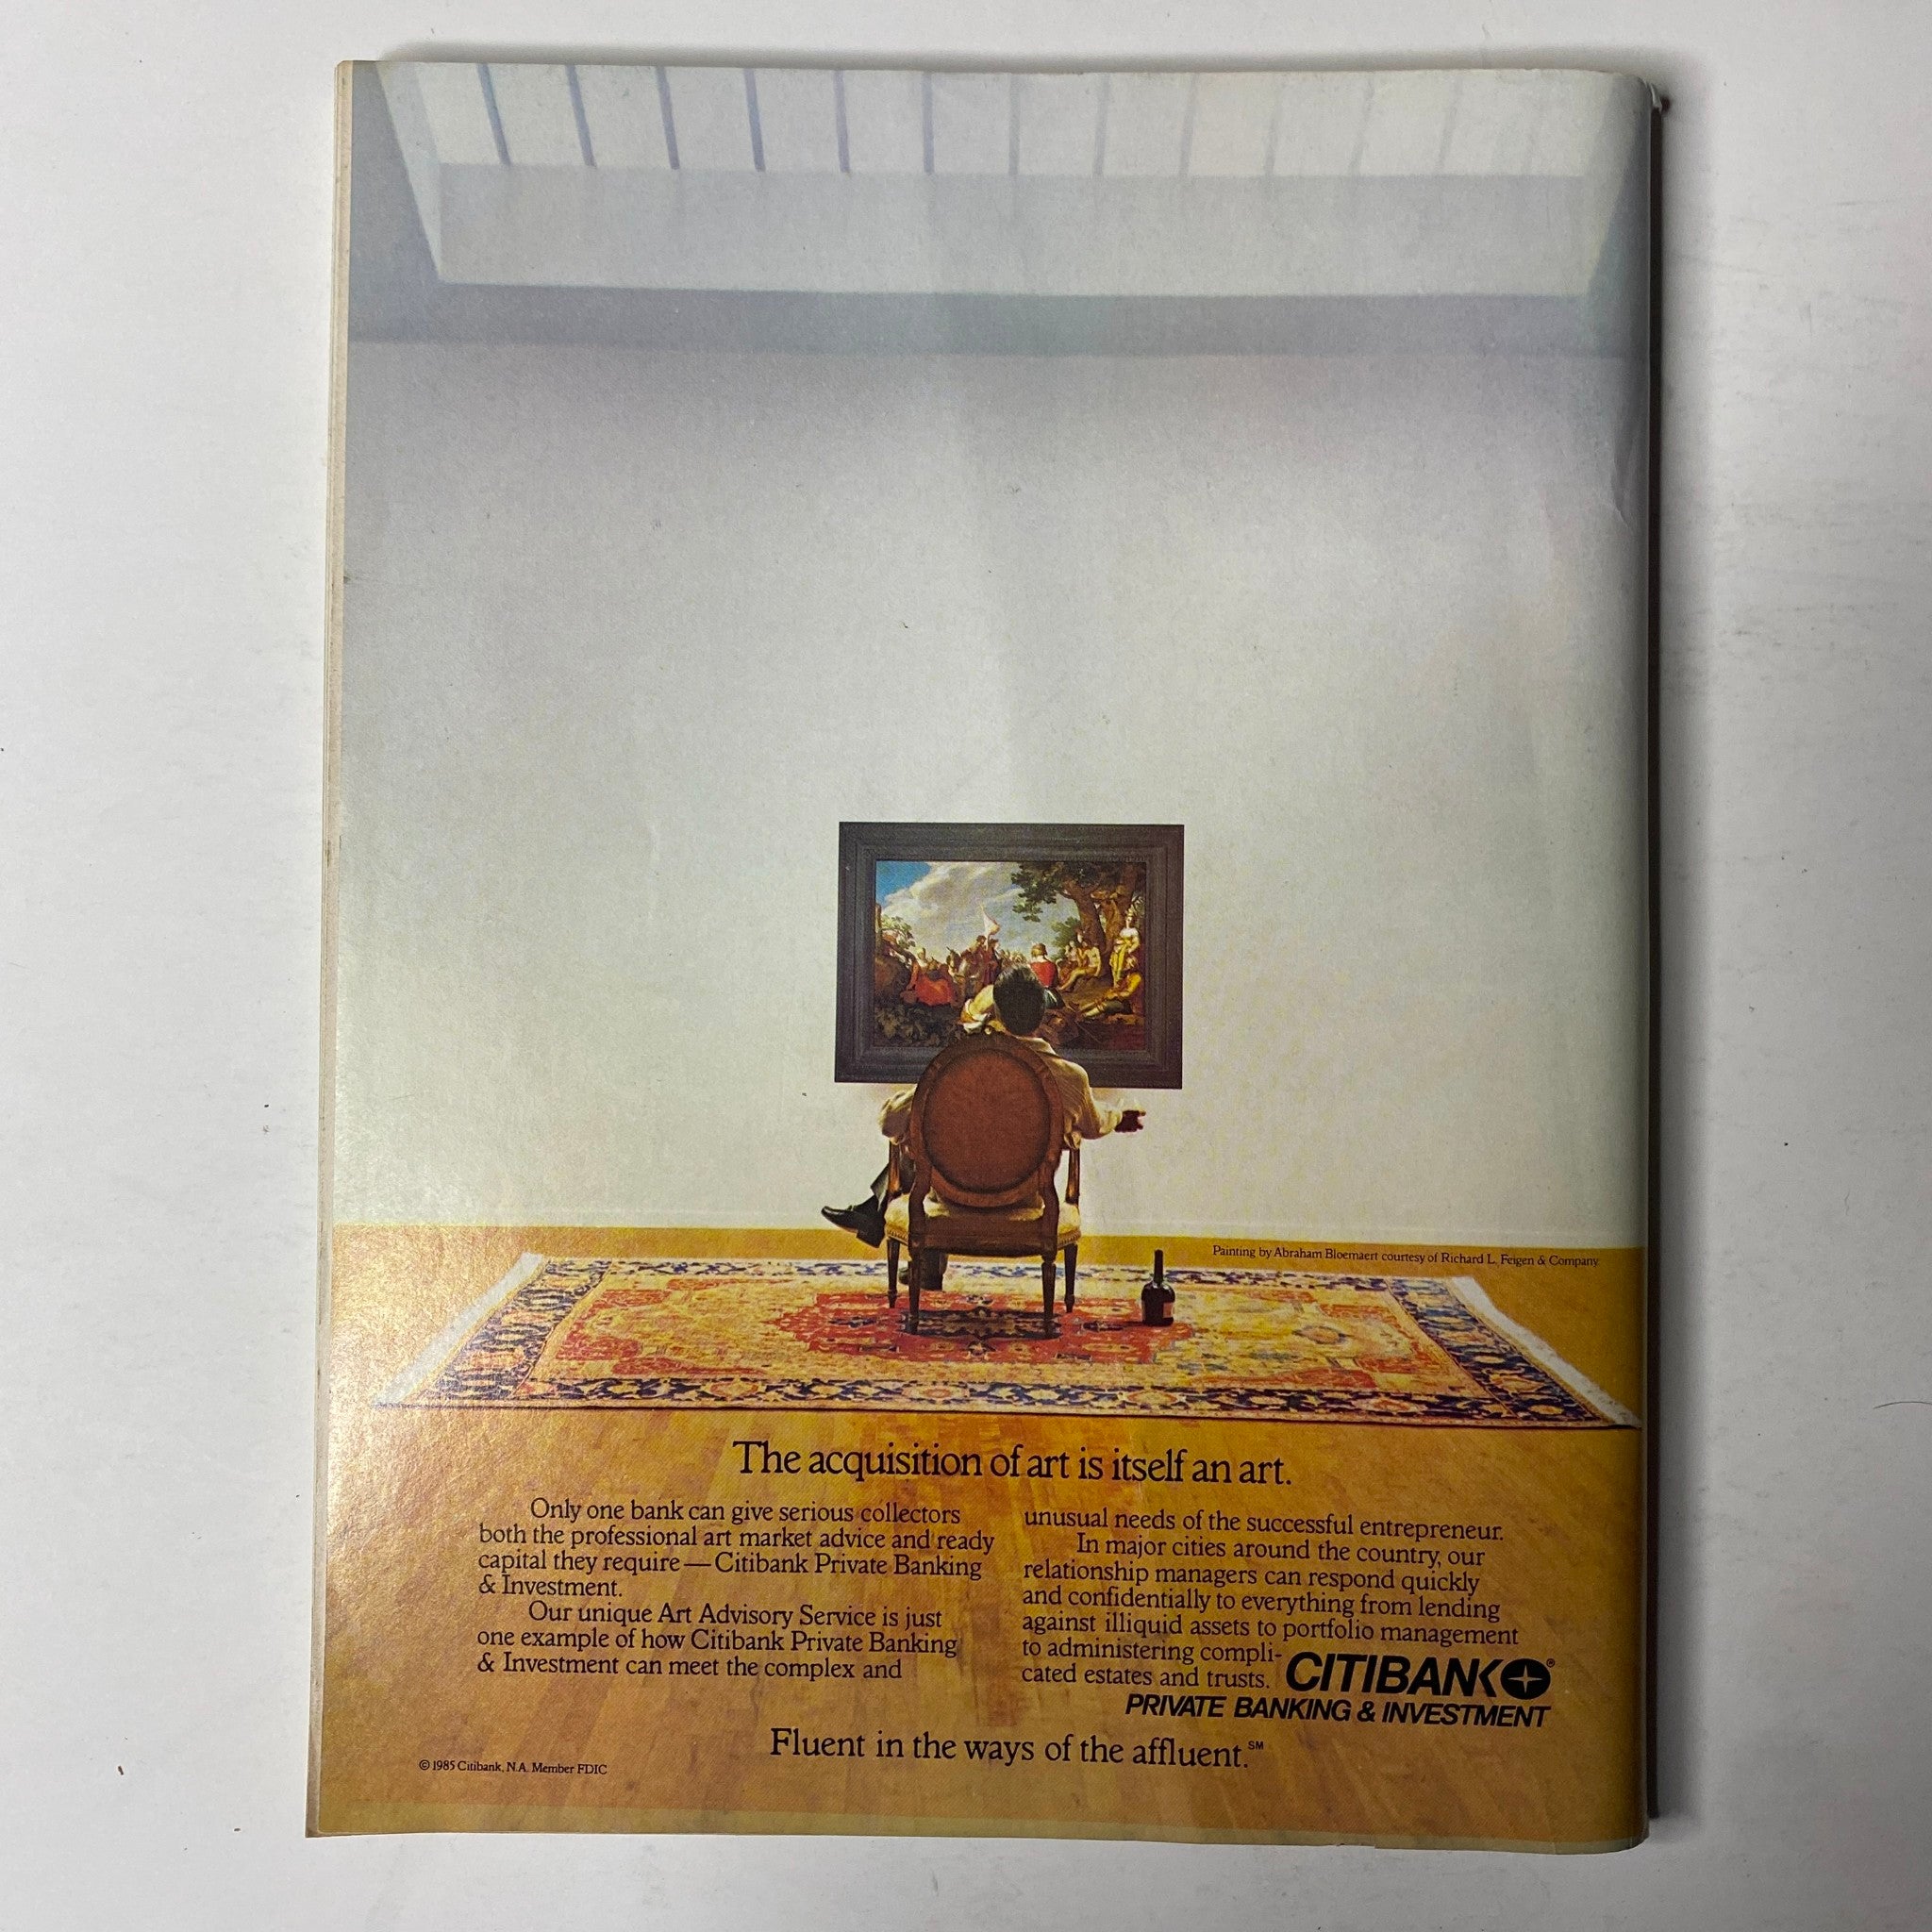 Painting by Abraham Bloemaert courtesy of Richard L. Feigen & Company.
The acquisition of art is itself an art.
Only one bank can give serious collectors
both the professional art market advice and ready
capital they require — Citibank Private Banking
& Investment.
Our unique Art Advisory Service is just
one example of how Citibank Private Banking
& Investment can meet the complex and
unusual needs of the successful entrepreneur.
In major cities around the country, our
relationship managers can respond quickly
and confidentially to everything from lending
against illiquid assets to portfolio management
to administering compli-
cated estates and trusts.
CITIBANK®
PRIVATE BANKING & INVESTMENT
Fluent in the ways of the affluent.℠
© 1985 Citibank, N.A. Member FDIC